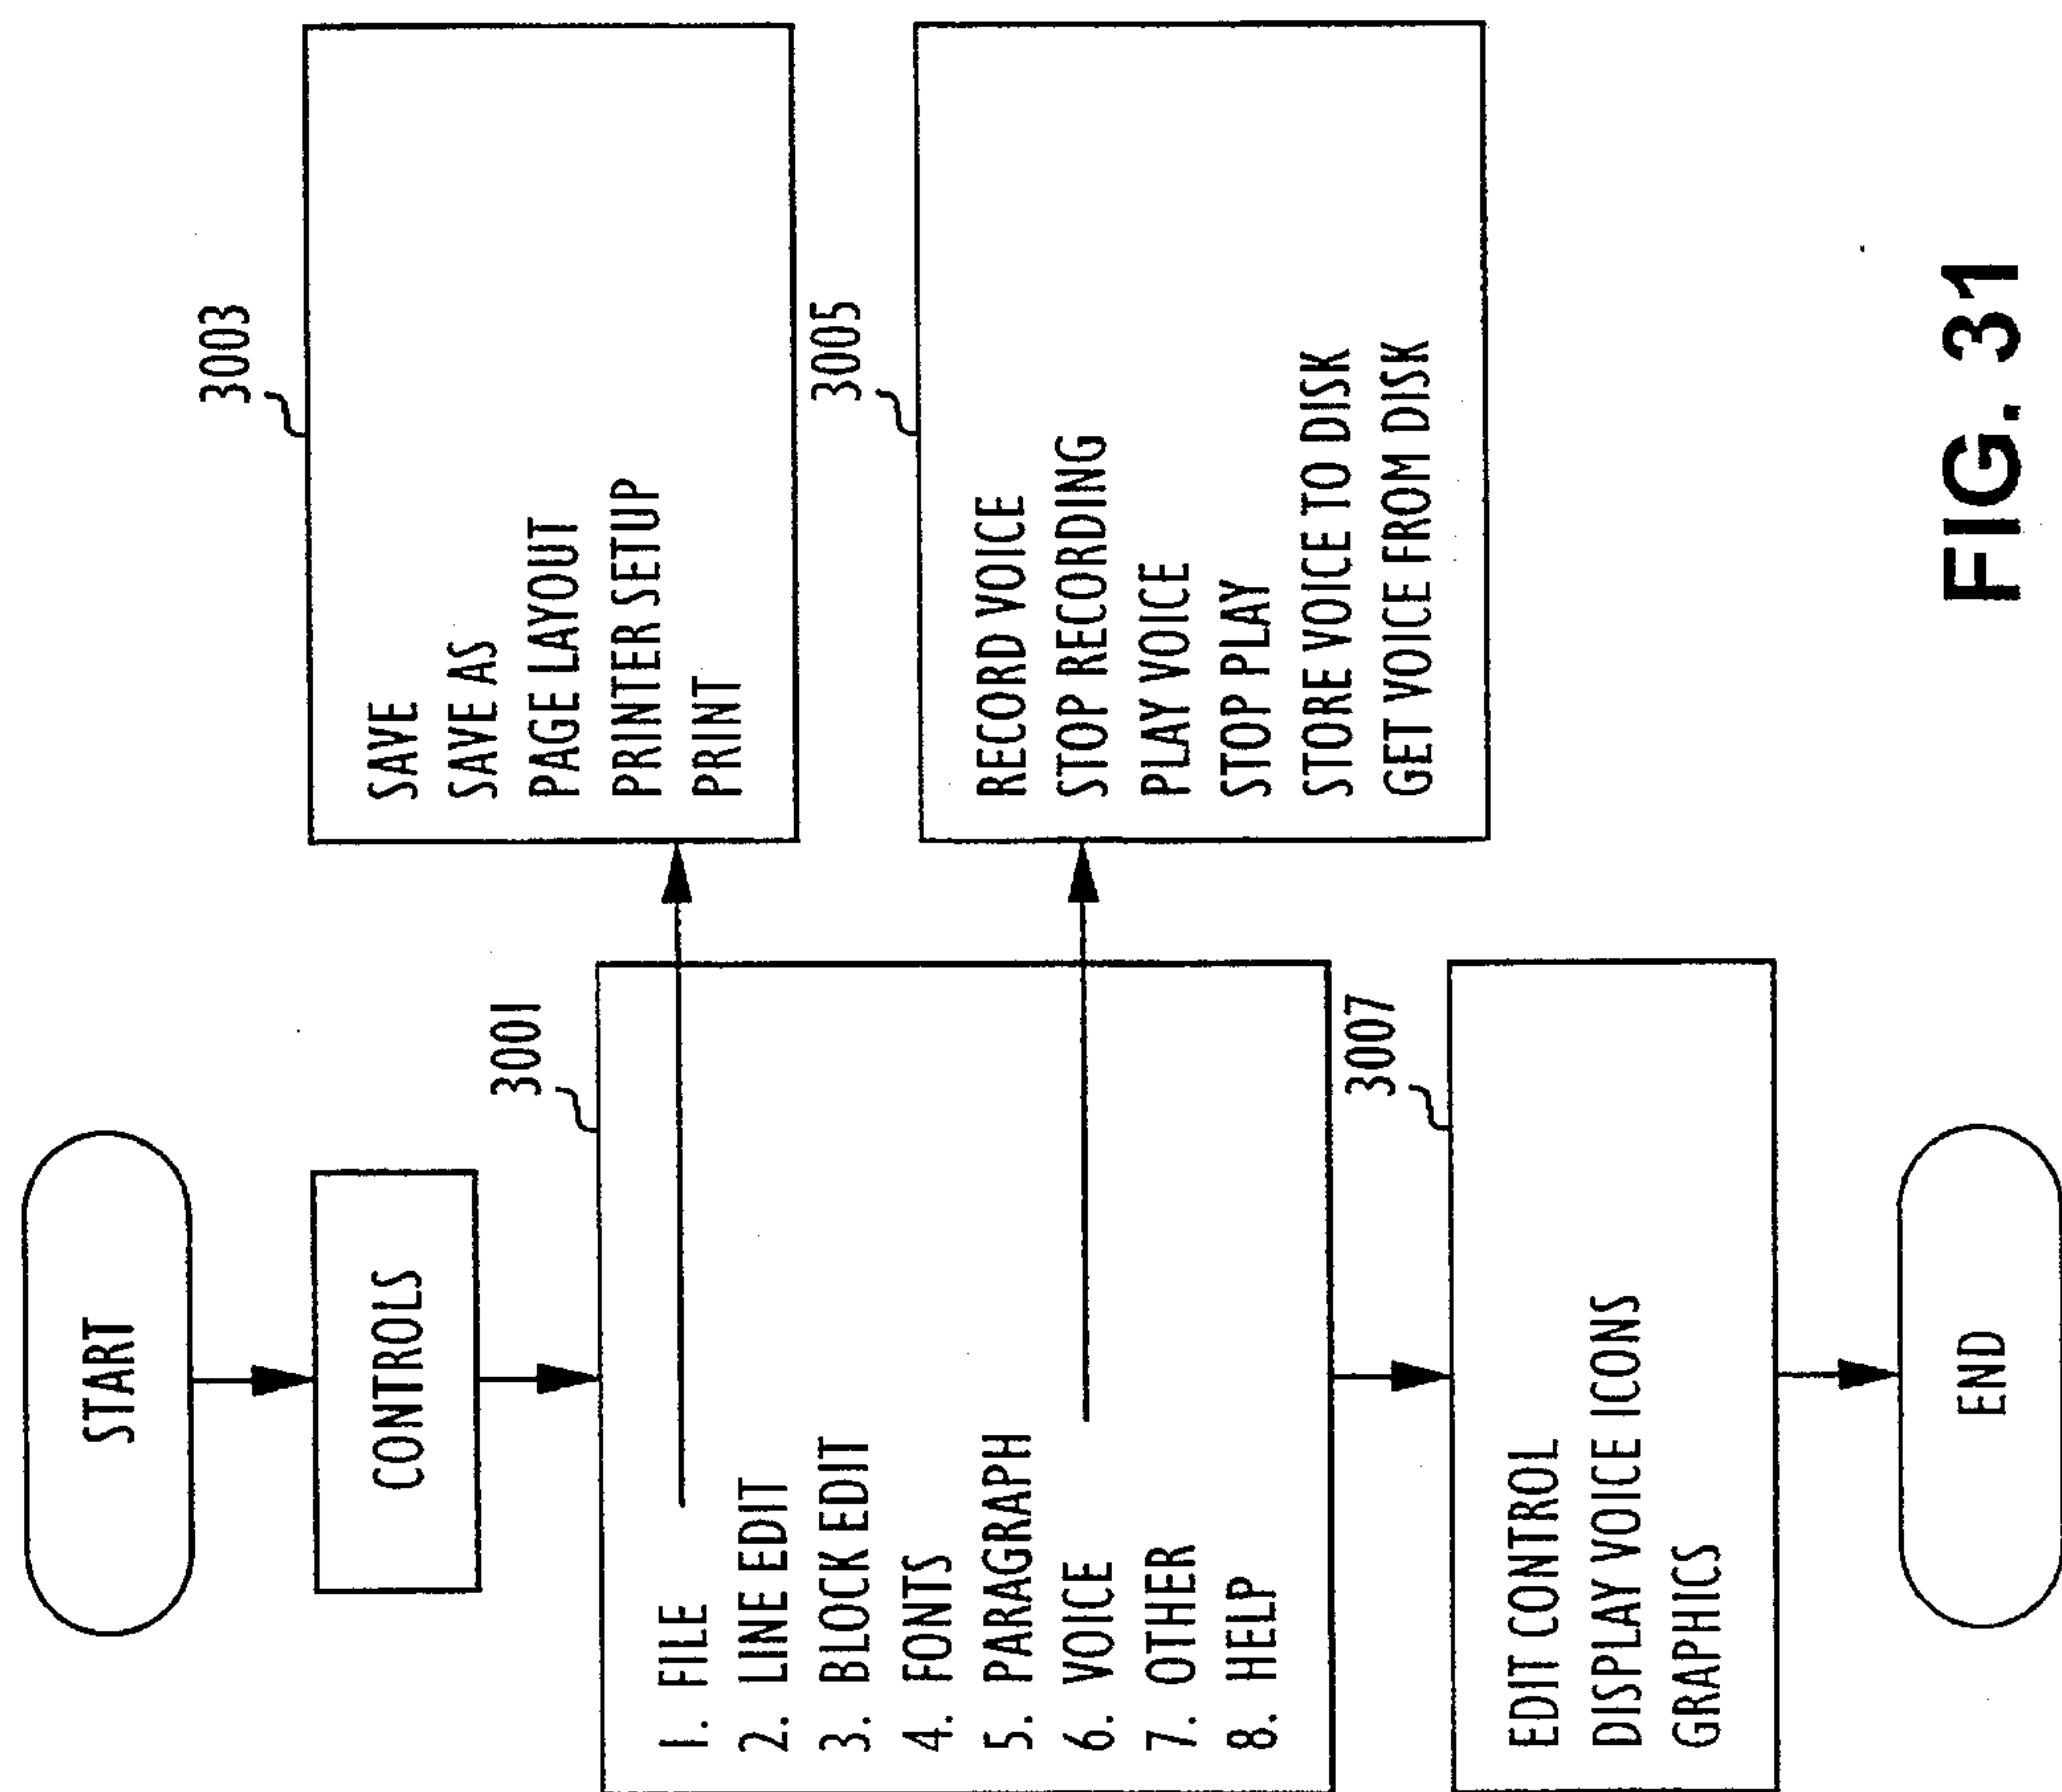 START
CONTROLS
3001
1. FILE
2. LINE EDIT
3. BLOCK EDIT
4. FONTS
5. PARAGRAPH
6. VOICE
7. OTHER
8. HELP
3003
SAVE
SAVE AS
PAGE LAYOUT
PRINTER SETUP
PRINT
3005
RECORD VOICE
STOP RECORDING
PLAY VOICE
STOP PLAY
STORE VOICE TO DISK
GET VOICE FROM DISK
3007
EDIT CONTROL
DISPLAY VOICE ICONS
GRAPHICS
END
FIG. 31